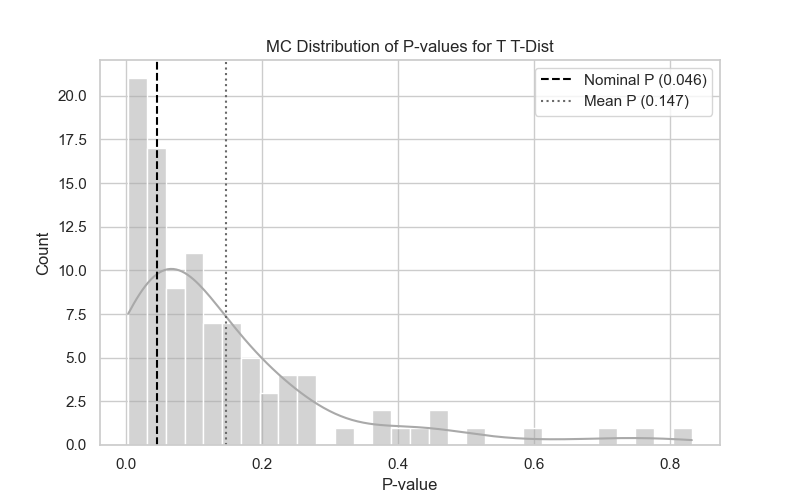 MC Distribution of P-values for T T-Dist
Nominal P (0.046)
Mean P (0.147)
20.0
17.5
15.0
12.5
10.0
7.5
5.0
2.5
0.0
Count
0.0 0.2 0.4 0.6 0.8
P-value